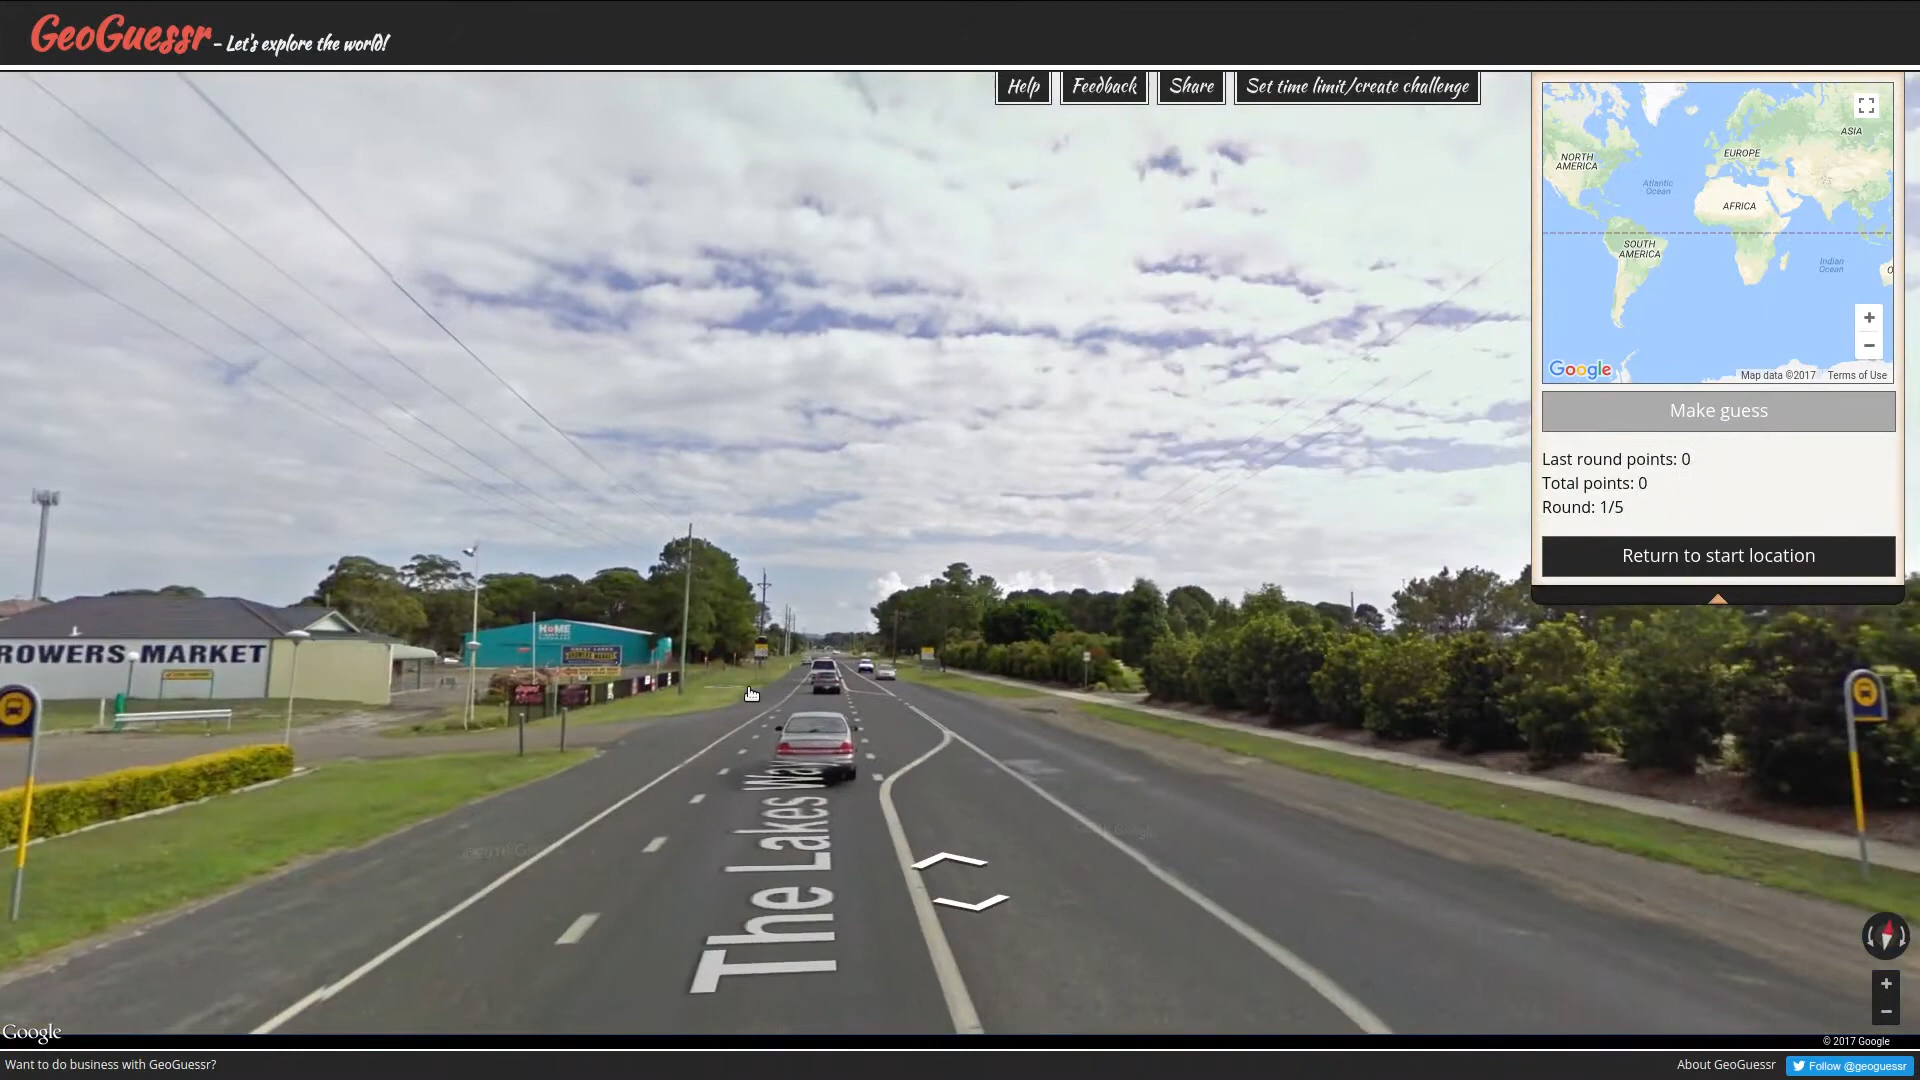 GeoGuessr - Let's explore the world!
Help
Feedback
Share
Set time limit/create challenge
NORTH
AMERICA
Atlantic
Ocean
EUROPE
ASIA
AFRICA
SOUTH
AMERICA
Indian
Ocean
O
Google
Map data ©2017
Terms of Use
Make guess
Last round points: 0
Total points: 0
Round: 1/5
Return to start location
ROWERS MARKET
HOME
The Lakes Way
Google
© 2017 Google
Want to do business with GeoGuessr?
About GeoGuessr
Follow @geoguessr